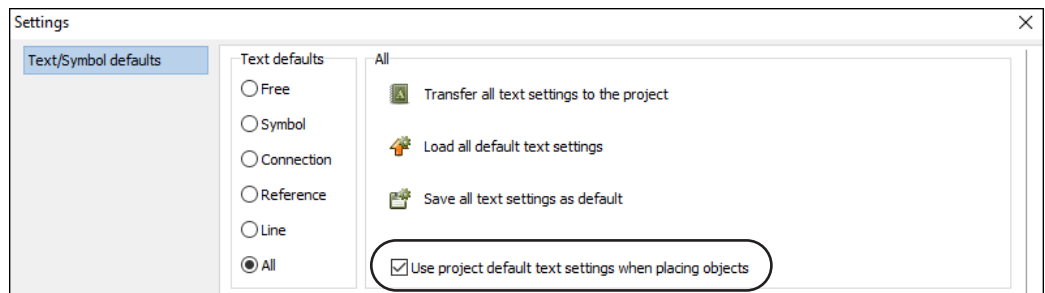 Settings
Text/Symbol defaults
Text defaults
Free
Symbol
Connection
Reference
Line
All
All
Transfer all text settings to the project
Load all default text settings
Save all text settings as default
Use project default text settings when placing objects